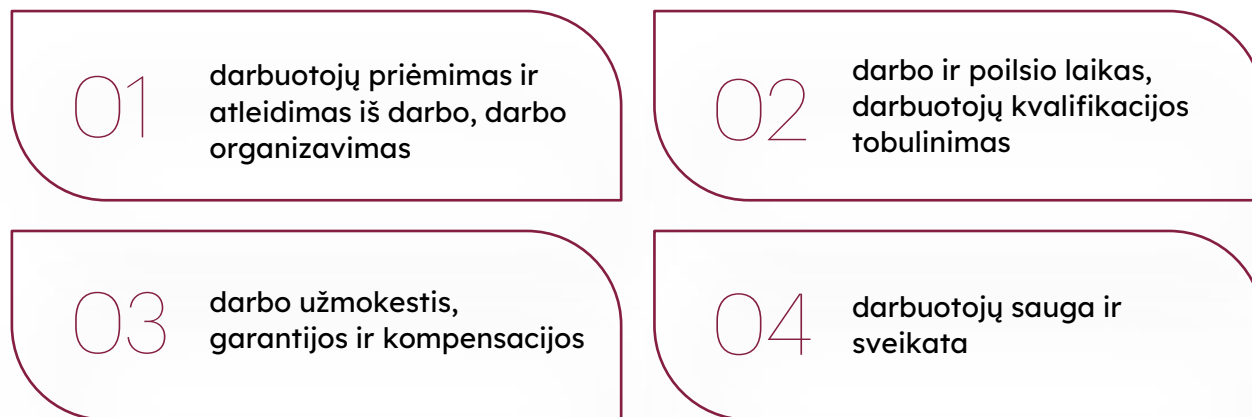 01
darbuotojų priėmimas ir
atleidimas iš darbo, darbo
organizavimas
02
darbo ir poilsio laikas,
darbuotojų kvalifikacijos
tobulinimas
03
darbo užmokestis,
garantijos ir kompensacijos
04
darbuotojų sauga ir
sveikata